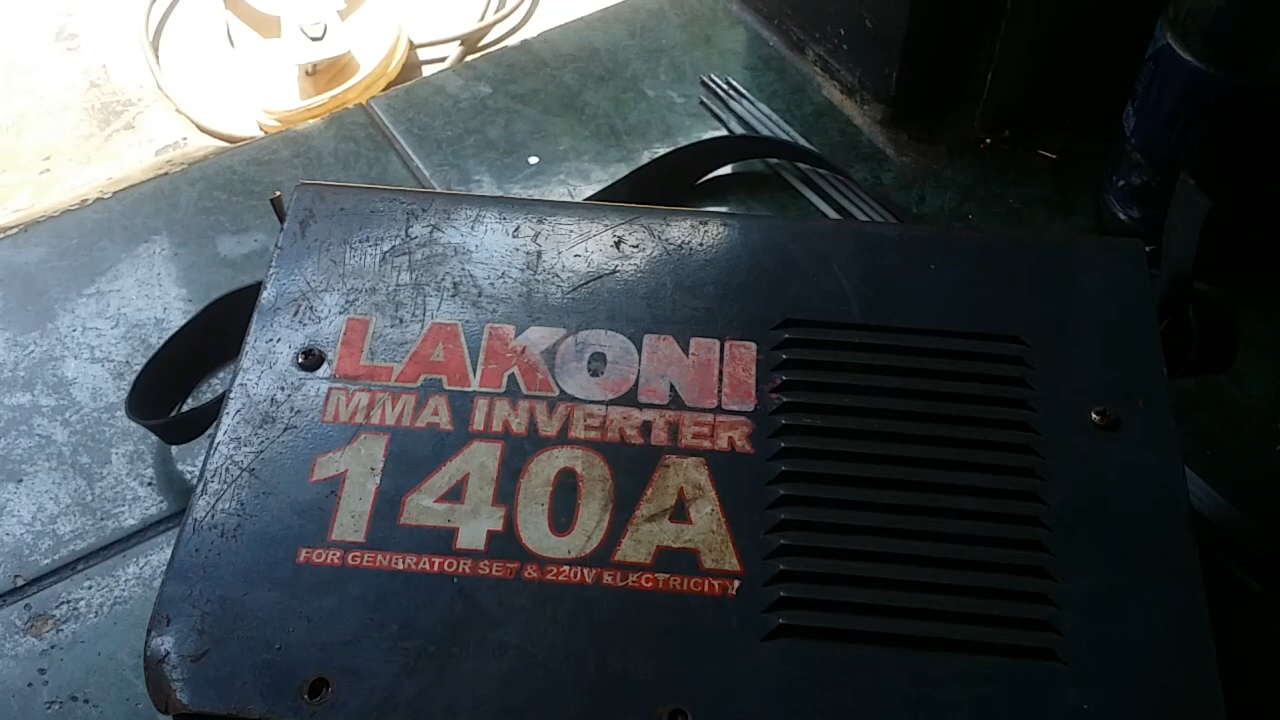 LAKONI
MMA INVERTER
140A
FOR GENERATOR SET & 220V ELECTRICITY